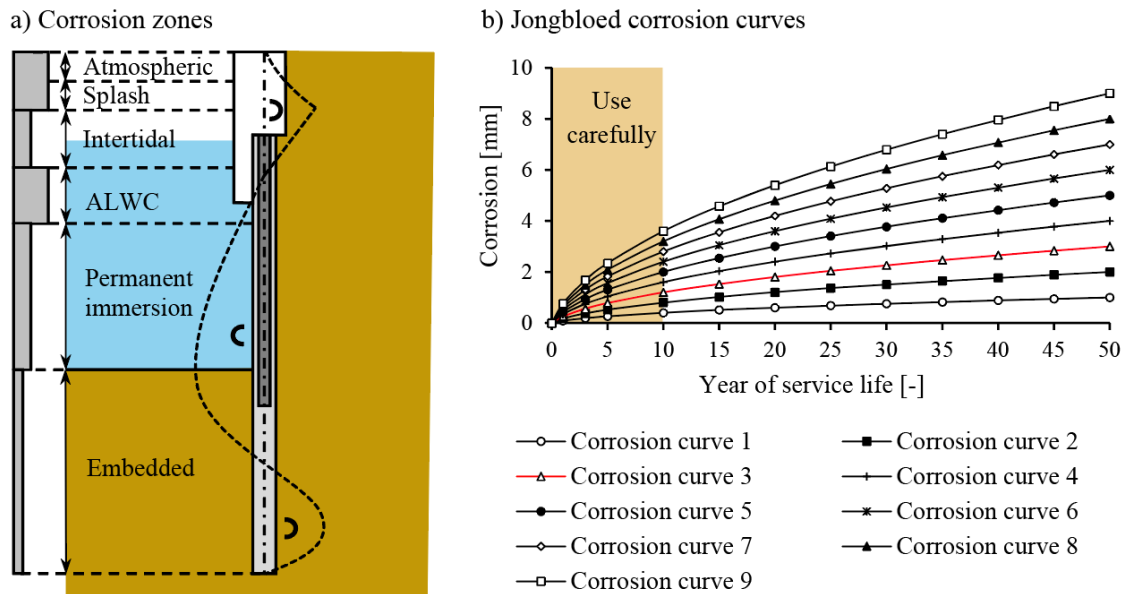 a) Corrosion zones
Atmospheric
Splash
Intertidal
ALWC
Permanent
immersion
Embedded
b) Jongbloed corrosion curves
Corrosion [mm]
10
8
6
4
2
0
Use
carefully
0 5 10 15 20 25 30 35 40 45 50
Year of service life [-]
Corrosion curve 1
Corrosion curve 2
Corrosion curve 3
Corrosion curve 4
Corrosion curve 5
Corrosion curve 6
Corrosion curve 7
Corrosion curve 8
Corrosion curve 9